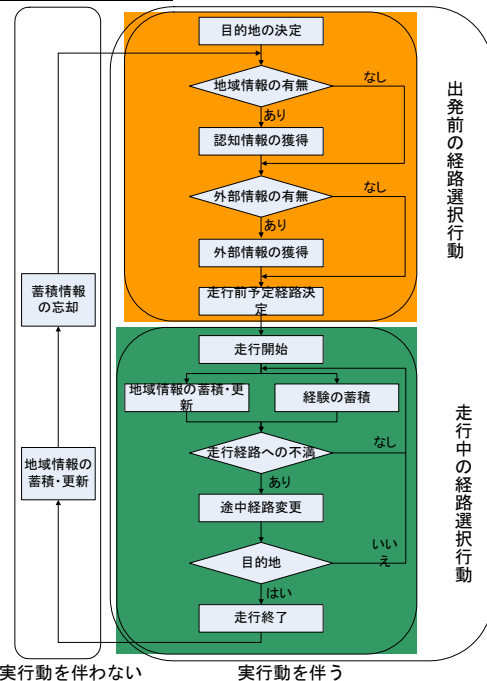 目的地の決定
地域情報の有無
なし
あり
認知情報の獲得
外部情報の有無
なし
あり
外部情報の獲得
走行前予定経路決
定
出発前の経路選択行動
走行開始
地域情報の蓄積・更
新
経験の蓄積
走行経路への不満
なし
あり
途中経路変更
目的地
いい
え
はい
走行終了
走行中の経路選択行動
蓄積情報
の忘却
地域情報の
蓄積・更新
実行動を伴わない
実行動を伴う